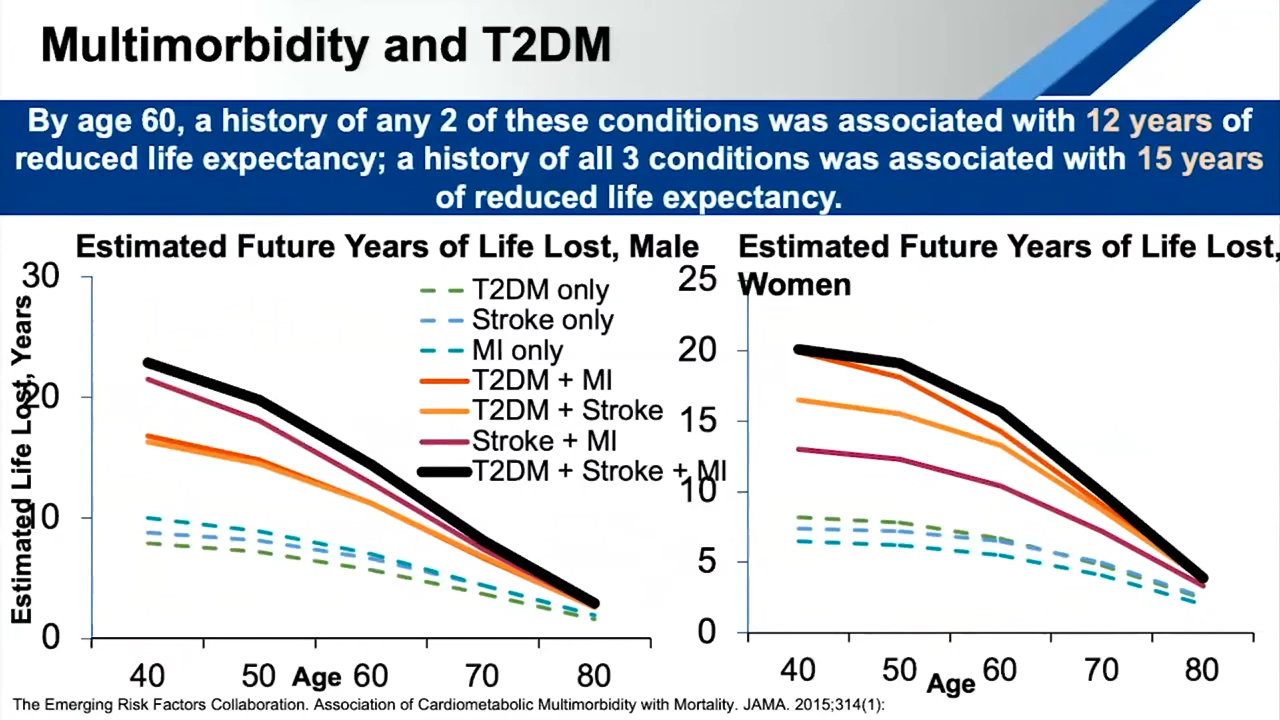 Multimorbidity and T2DM
By age 60, a history of any 2 of these conditions was associated with 12 years of
reduced life expectancy; a history of all 3 conditions was associated with 15 years
of reduced life expectancy.
Estimated Future Years of Life Lost, Male
Estimated Life Lost, Years
30
20
10
0
T2DM only
Stroke only
MI only
T2DM + MI
T2DM + Stroke
Stroke + MI
T2DM + Stroke + MI
40 50 60 70 80
Age
Estimated Future Years of Life Lost,
Women
25
20
15
10
5
0
40 50 60 70 80
Age
The Emerging Risk Factors Collaboration. Association of Cardiometabolic Multimorbidity with Mortality. JAMA. 2015;314(1):